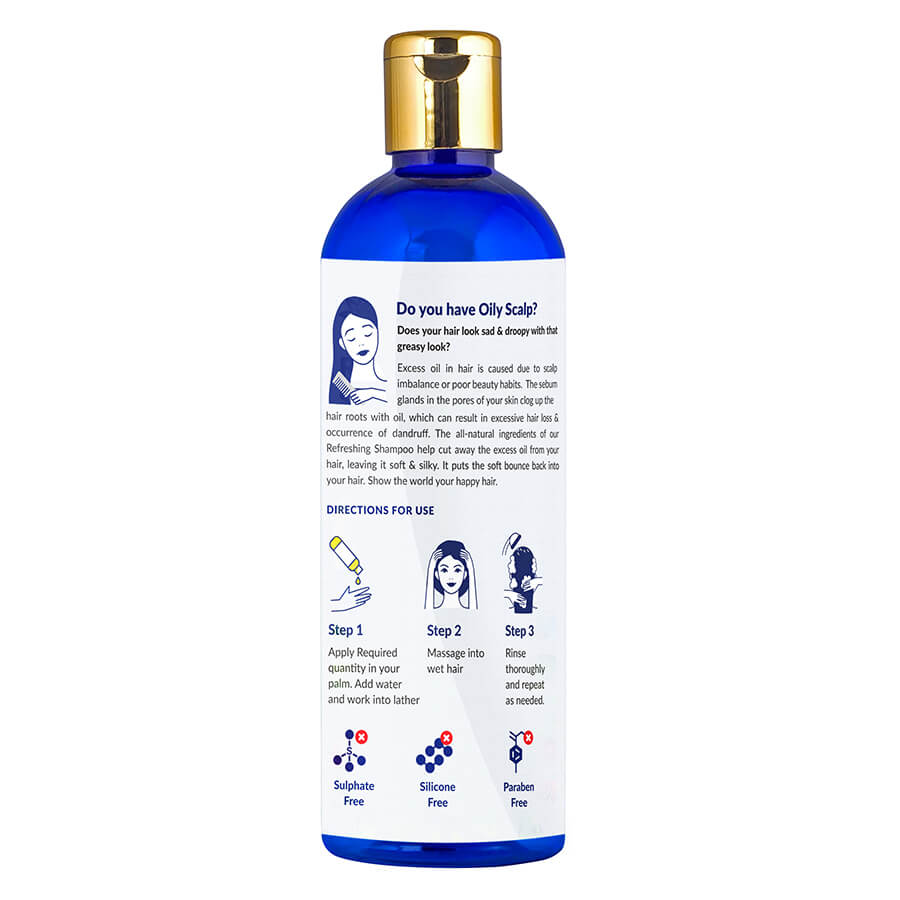 Do you have Oily Scalp?
Does your hair look sad & droopy with that
greasy look?
Excess oil in hair is caused due to scalp
imbalance or poor beauty habits. The sebum
glands in the pores of your skin clog up the
hair roots with oil, which can result in excessive hair loss &
occurrence of dandruff. The all-natural ingredients of our
Refreshing Shampoo help cut away the excess oil from your
hair, leaving it soft & silky. It puts the soft bounce back into
your hair. Show the world your happy hair.
DIRECTIONS FOR USE
Step 1
Apply Required
quantity in your
palm. Add water
and work into lather
Step 2
Massage into
wet hair
Step 3
Rinse
thoroughly
and repeat
as needed.
S
Sulphate
Free
Silicone
Free
Paraben
Free